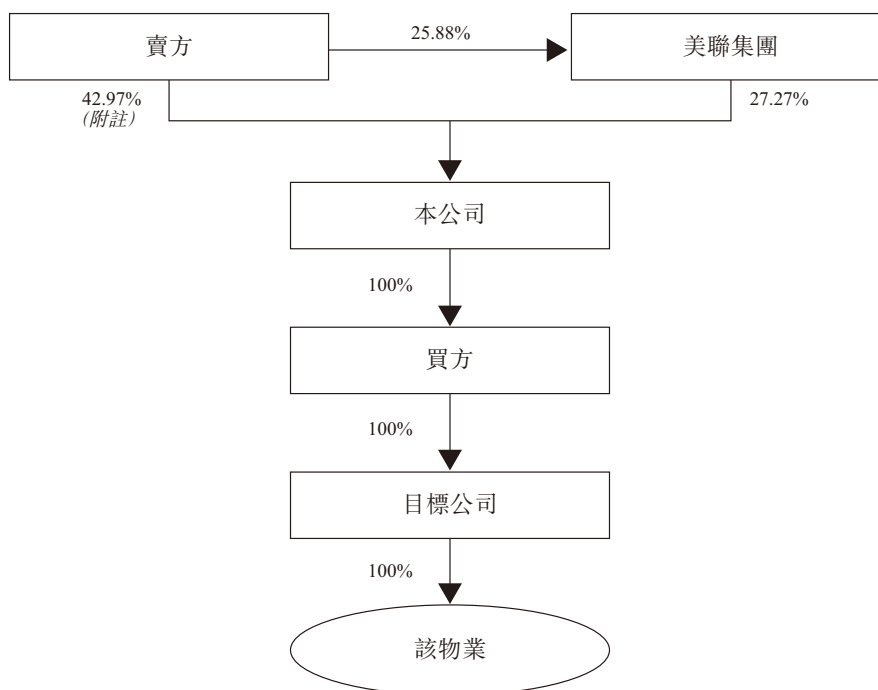 賣方
25.88%
美聯集團
42.97%
(附註)
27.27%
本公司
100%
買方
100%
目標公司
100%
該物業